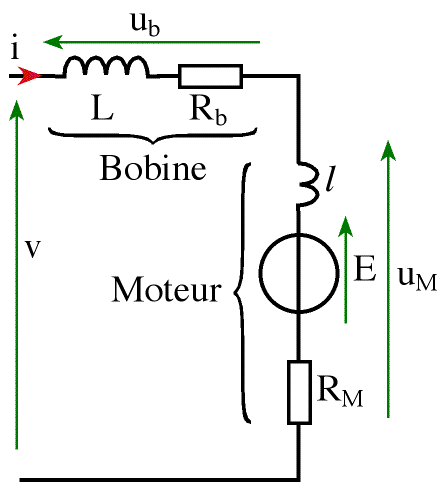 u_b
i
L R_b
Bobine
l
v
Moteur
E
u_M
R_M